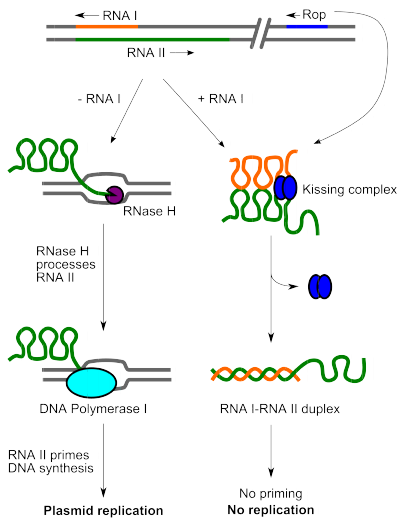 RNA I
Rop
RNA II
- RNA I
+ RNA I
Kissing complex
RNase H
RNase H
processes
RNA II
DNA Polymerase I
RNA I-RNA II duplex
RNA II primes
DNA synthesis
No priming
Plasmid replication
No replication